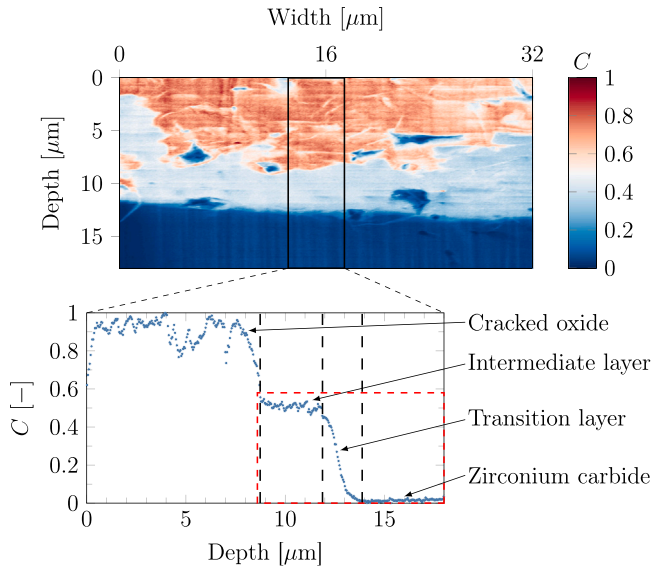 Width [μm]
0 16 32
C
0
5
10
15
Depth [μm]
1
0.8
0.6
0.4
0.2
0
1
0.8
0.6
0.4
0.2
0
C [−]
Cracked oxide
Intermediate layer
Transition layer
Zirconium carbide
0 5 10 15
Depth [μm]